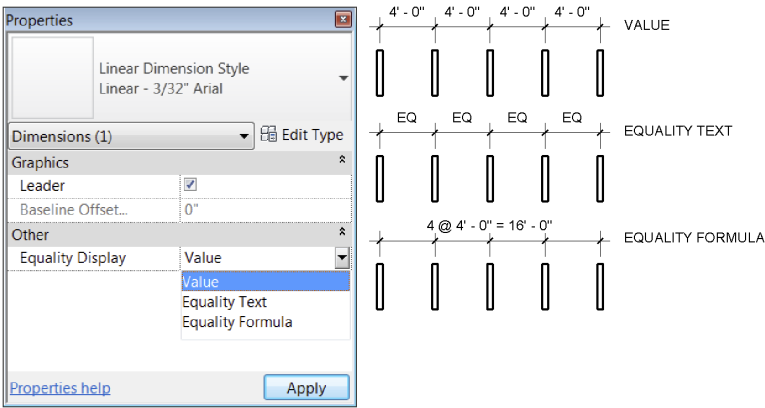 Properties
Linear Dimension Style
Linear - 3/32" Arial
Dimensions (1)
Edit Type
Graphics
Leader
Baseline Offset...
0"
Other
Equality Display
Value
Value
Equality Text
Equality Formula
Properties help
Apply
4' - 0" 4' - 0" 4' - 0" 4' - 0"
VALUE
EQ EQ EQ EQ
EQUALITY TEXT
4 @ 4' - 0" = 16' - 0"
EQUALITY FORMULA